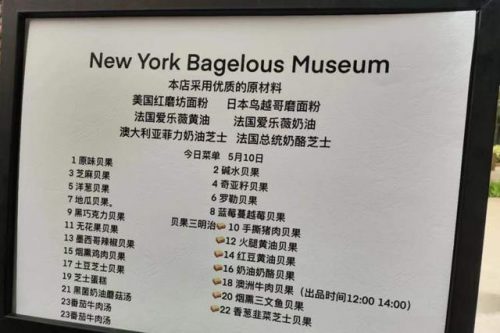 New York Bagelous Museum
本店采用优质的原材料
美国红磨坊面粉 日本鸟越哥磨面粉
法国爱乐薇黄油 法国爱乐薇奶油
澳大利亚菲力奶油芝士 法国总统奶酪芝士
今日菜单 5月10日
1 原味贝果 2 碱水贝果
3 芝麻贝果 4 奇亚籽贝果
5 洋葱贝果 6 罗勒贝果
7 地瓜贝果。 8 蓝莓蔓越莓贝果
9 黑巧克力贝果 贝果三明治 10 手撕猪肉贝果
11 无花果贝果 12 火腿黄油贝果
13 墨西哥辣椒贝果 14 红豆黄油贝果
15 烟熏鸡肉贝果 16 奶油奶酪贝果
17 土豆芝士贝果 18 澳洲牛肉贝果（出品时间12:00 14:00）
19 芝士蛋糕 20 烟熏三文鱼贝果
21 黑菌奶油蘑菇汤 22 香葱韭菜芝士贝果
23番茄牛肉汤
23番茄牛肉汤